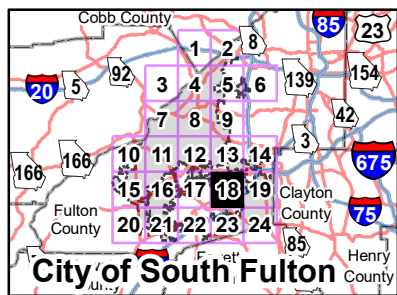 Cobb County
85
23
1 2 8
20 5 92 3 4 5 6 139 154
7 8 9 42
3
166 166 10 11 12 13 14 675
15 16 17 18 19 Clayton
Fulton County 75
County 20 21 22 23 24 85
Henry
City of South Fulton County